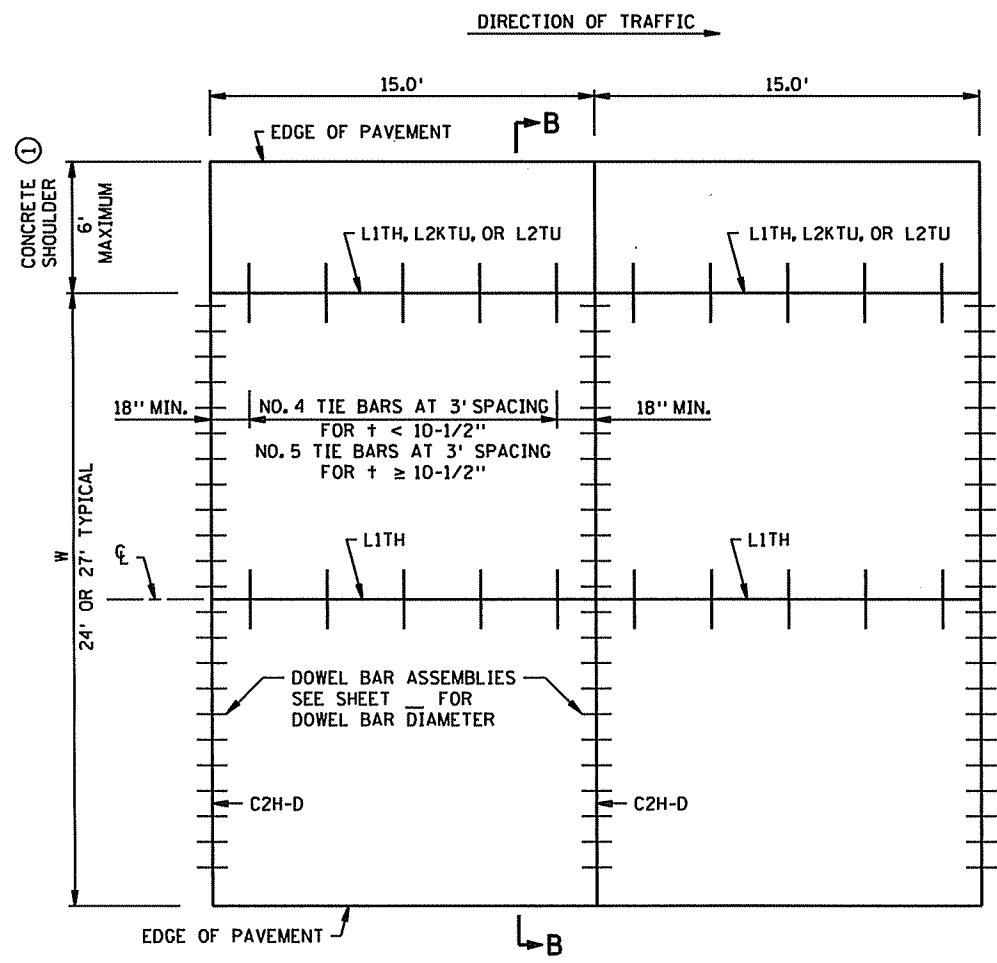 DIRECTION OF TRAFFIC
15.0'
15.0'
B
EDGE OF PAVEMENT
CONCRETE ①
SHOULDER
6'
MAXIMUM
L1TH, L2KTU, OR L2TU
L1TH, L2KTU, OR L2TU
18" MIN.
NO. 4 TIE BARS AT 3' SPACING
FOR t < 10-1/2"
NO. 5 TIE BARS AT 3' SPACING
FOR t ≥ 10-1/2"
18" MIN.
W
24' OR 27' TYPICAL
℄
L1TH
L1TH
DOWEL BAR ASSEMBLIES
SEE SHEET __ FOR
DOWEL BAR DIAMETER
C2H-D
C2H-D
EDGE OF PAVEMENT
B